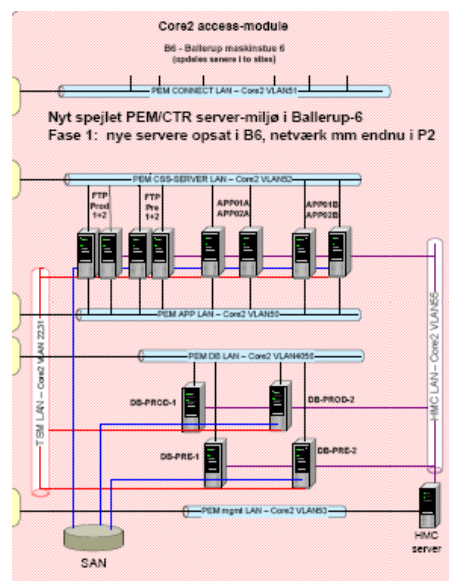 Core2 access-module
B6 - Ballerup maskinstue 6
(opdeles senere i to sites)
PEM CONNECT LAN – Core2 VLAN51
Nyt spejlet PEM/CTR server-miljø i Ballerup-6
Fase 1: nye servere opsat i B6, netværk mm endnu i P2
PEM CSS-SERVER LAN – Core2 VLAN52
FTP
Prod
1+2
FTP
Pre
1+2
APP01A
APP02A
APP01B
APP02B
TSM LAN – Core2 VLAN 2231
HMC LAN – Core2 VLAN55
PEM APP LAN – Core2 VLAN50
PEM DB LAN – Core2 VLAN4056
DB-PROD-1
DB-PROD-2
DB-PRE-1
DB-PRE-2
PEM mgmt LAN – Core2 VLAN53
SAN
HMC
server